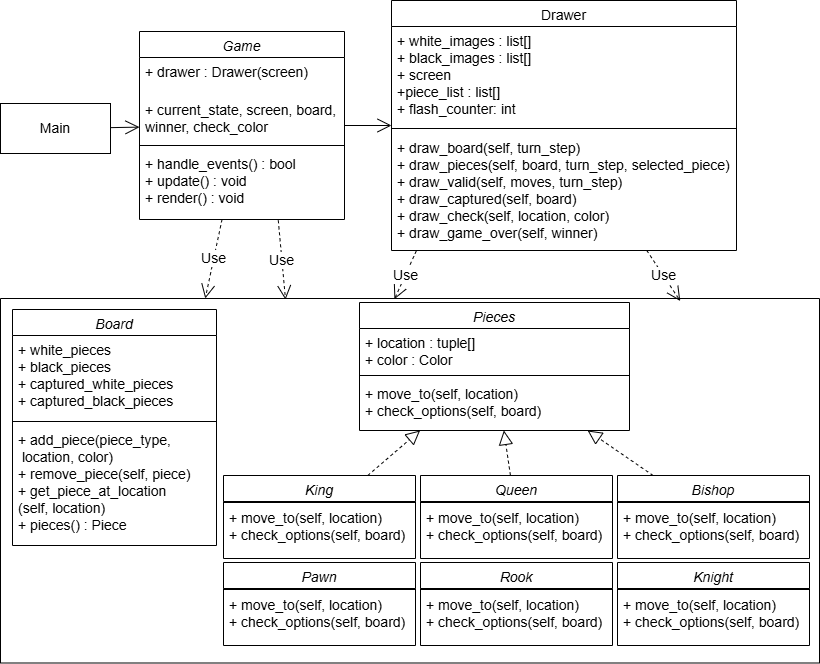 Main
Game
+ drawer : Drawer(screen)
+ current_state, screen, board,
winner, check_color
+ handle_events() : bool
+ update() : void
+ render() : void
Drawer
+ white_images : list[]
+ black_images : list[]
+ screen
+piece_list : list[]
+ flash_counter: int
+ draw_board(self, turn_step)
+ draw_pieces(self, board, turn_step, selected_piece)
+ draw_valid(self, moves, turn_step)
+ draw_captured(self, board)
+ draw_check(self, location, color)
+ draw_game_over(self, winner)
Use
Use
Use
Use
Board
+ white_pieces
+ black_pieces
+ captured_white_pieces
+ captured_black_pieces
+ add_piece(piece_type,
location, color)
+ remove_piece(self, piece)
+ get_piece_at_location
(self, location)
+ pieces() : Piece
Pieces
+ location : tuple[]
+ color : Color
+ move_to(self, location)
+ check_options(self, board)
King
+ move_to(self, location)
+ check_options(self, board)
Queen
+ move_to(self, location)
+ check_options(self, board)
Bishop
+ move_to(self, location)
+ check_options(self, board)
Pawn
+ move_to(self, location)
+ check_options(self, board)
Rook
+ move_to(self, location)
+ check_options(self, board)
Knight
+ move_to(self, location)
+ check_options(self, board)